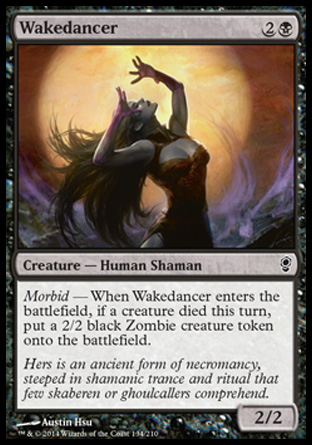 Wakedancer 2
Creature — Human Shaman
Morbid — When Wakedancer enters the
battlefield, if a creature died this turn,
put a 2/2 black Zombie creature token
onto the battlefield.
Hers is an ancient form of necromancy,
steeped in shamanic trance and ritual that
few skaberen or ghoulcallers comprehend.
2/2
Austin Hsu
™ & © 2014 Wizards of the Coast 134/210